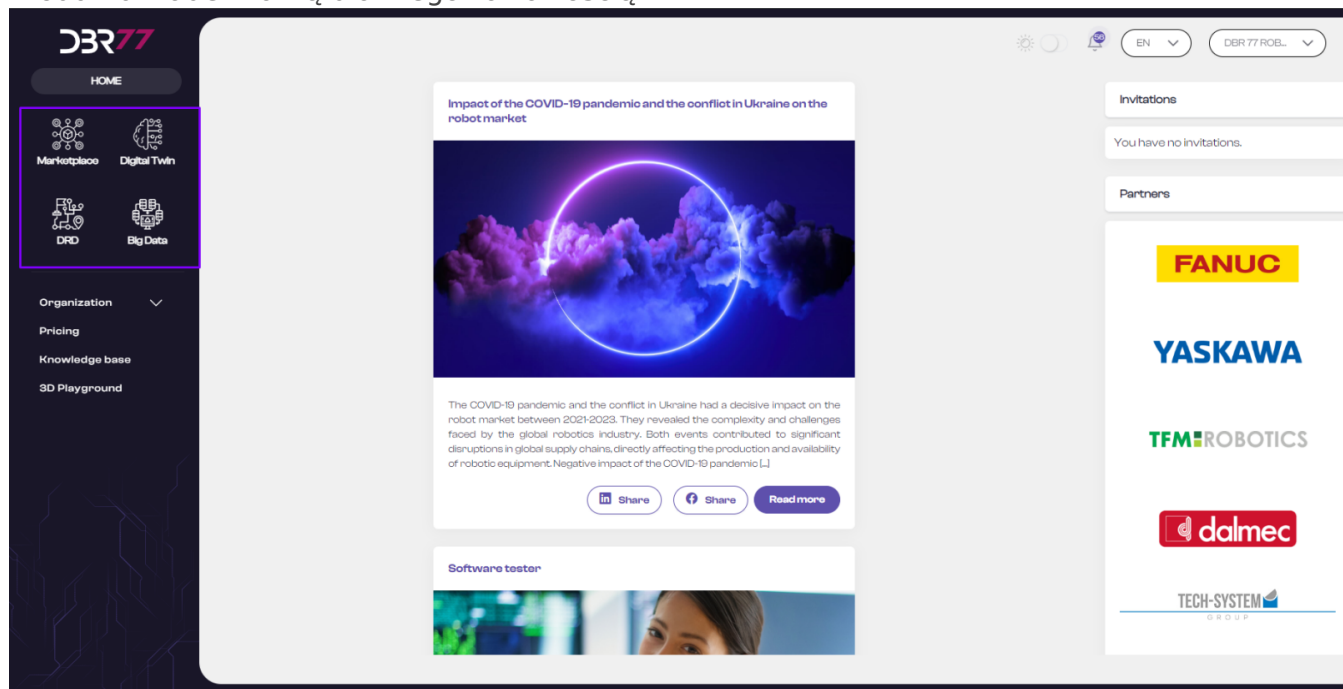 DBR77
HOME
Marketplace
Digital Twin
DRD
Big Data
Organization
Pricing
Knowledge base
3D Playground
EN
DBR 77 ROB...
Impact of the COVID-19 pandemic and the conflict in Ukraine on the
robot market
The COVID-19 pandemic and the conflict in Ukraine had a decisive impact on the
robot market between 2021-2023. They revealed the complexity and challenges
faced by the global robotics industry. Both events contributed to significant
disruptions in global supply chains, directly affecting the production and availability
of robotic equipment. Negative impact of the COVID-19 pandemic [...]
Share
Share
Read more
Software tester
Invitations
You have no invitations.
Partners
FANUC
YASKAWA
TFM ROBOTICS
dalmec
TECH-SYSTEM
GROUP